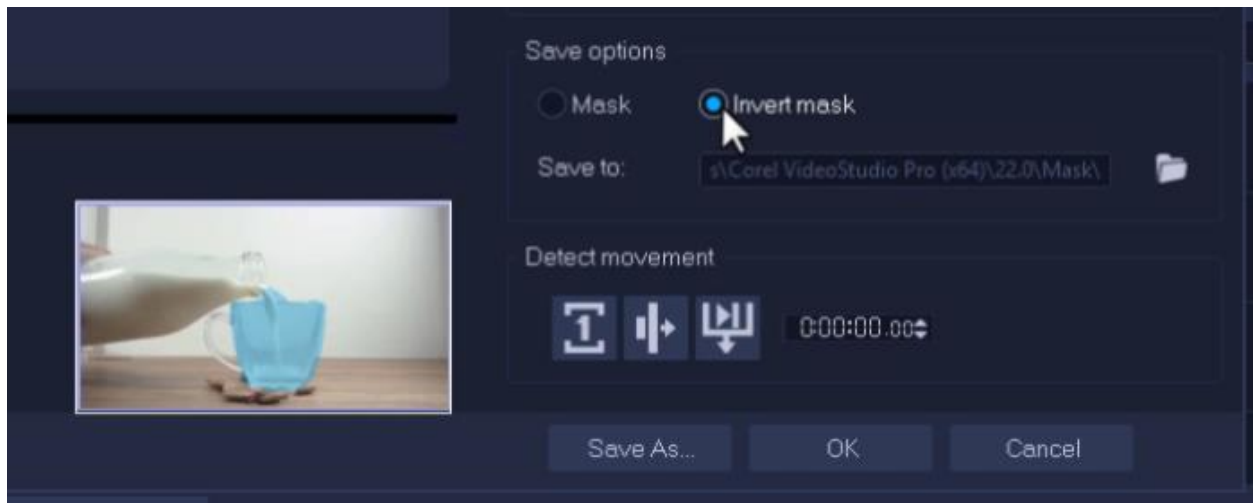 Save options
Mask Invert mask
Save to: s\Corel VideoStudio Pro (x64)\22.0\Mask\
Detect movement
1 0:00:00.00
Save As... OK Cancel